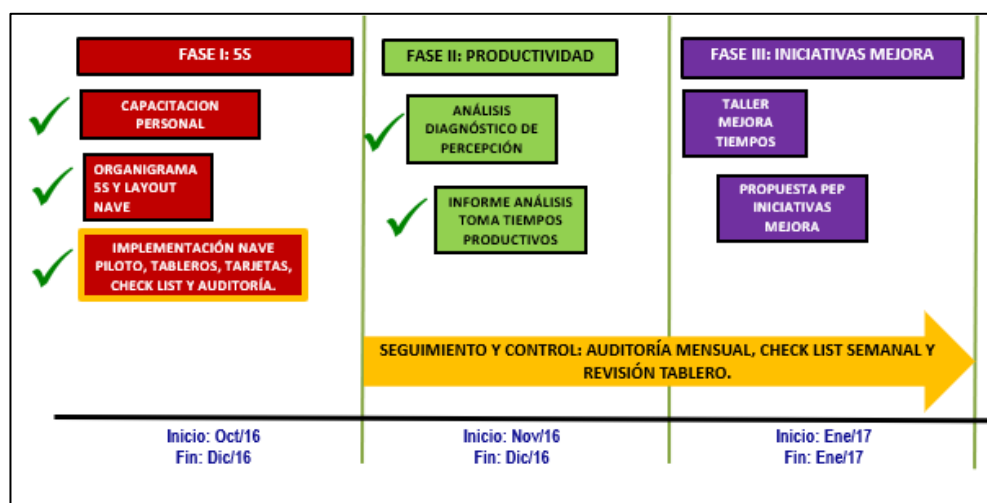 FASE I: 5S
CAPACITACION
PERSONAL
ORGANIGRAMA
5S Y LAYOUT
NAVE
IMPLEMENTACIÓN NAVE
PILOTO, TABLEROS, TARJETAS,
CHECK LIST Y AUDITORÍA.
FASE II: PRODUCTIVIDAD
ANÁLISIS
DIAGNÓSTICO DE
PERCEPCIÓN
INFORME ANÁLISIS
TOMA TIEMPOS
PRODUCTIVOS
FASE III: INICIATIVAS MEJORA
TALLER
MEJORA
TIEMPOS
PROPUESTA PEP
INICIATIVAS
MEJORA
SEGUIMIENTO Y CONTROL: AUDITORÍA MENSUAL, CHECK LIST SEMANAL Y
REVISIÓN TABLERO.
Inicio: Oct/16
Fin: Dic/16
Inicio: Nov/16
Fin: Dic/16
Inicio: Ene/17
Fin: Ene/17